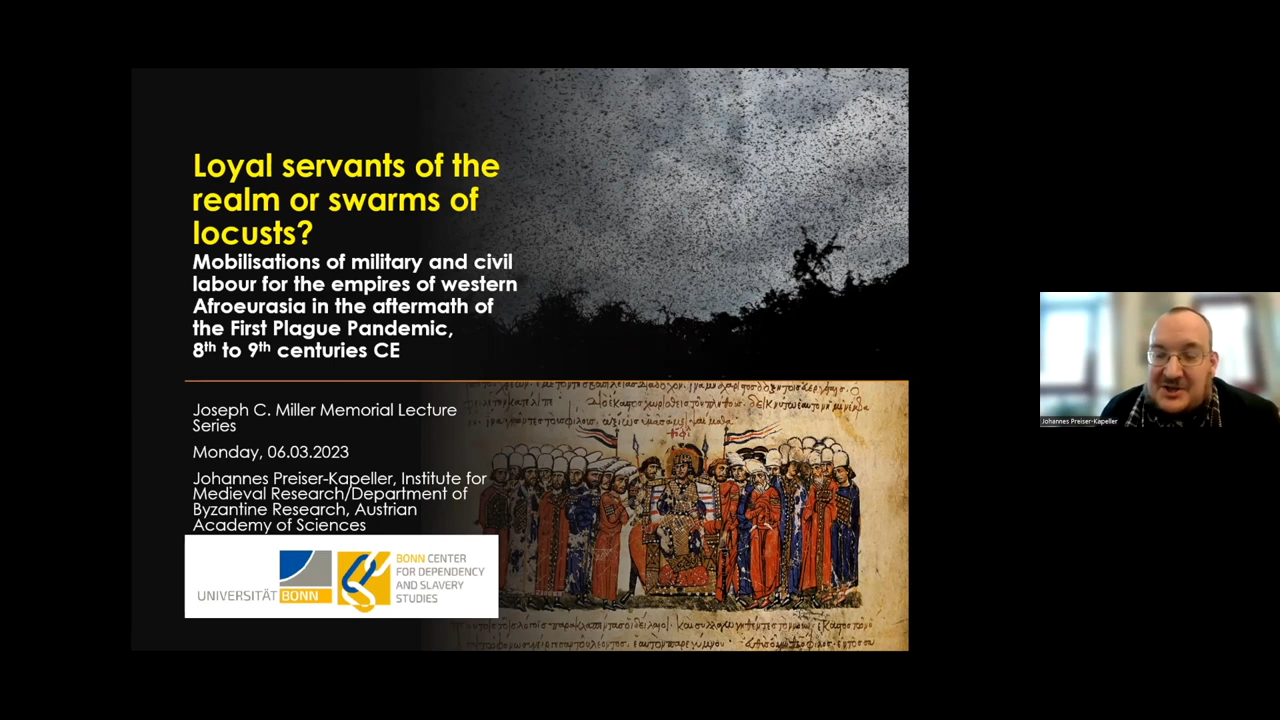 Loyal servants of the
realm or swarms of
locusts?
Mobilisations of military and civil
labour for the empires of western
Afroeurasia in the aftermath of
the First Plague Pandemic,
8th to 9th centuries CE
Joseph C. Miller Memorial Lecture
Series
Monday, 06.03.2023
Johannes Preiser-Kapeller, Institute for
Medieval Research/Department of
Byzantine Research, Austrian
Academy of Sciences
UNIVERSITÄT BONN
BONN CENTER
FOR DEPENDENCY
AND SLAVERY
STUDIES
Johannes Preiser-Kapeller